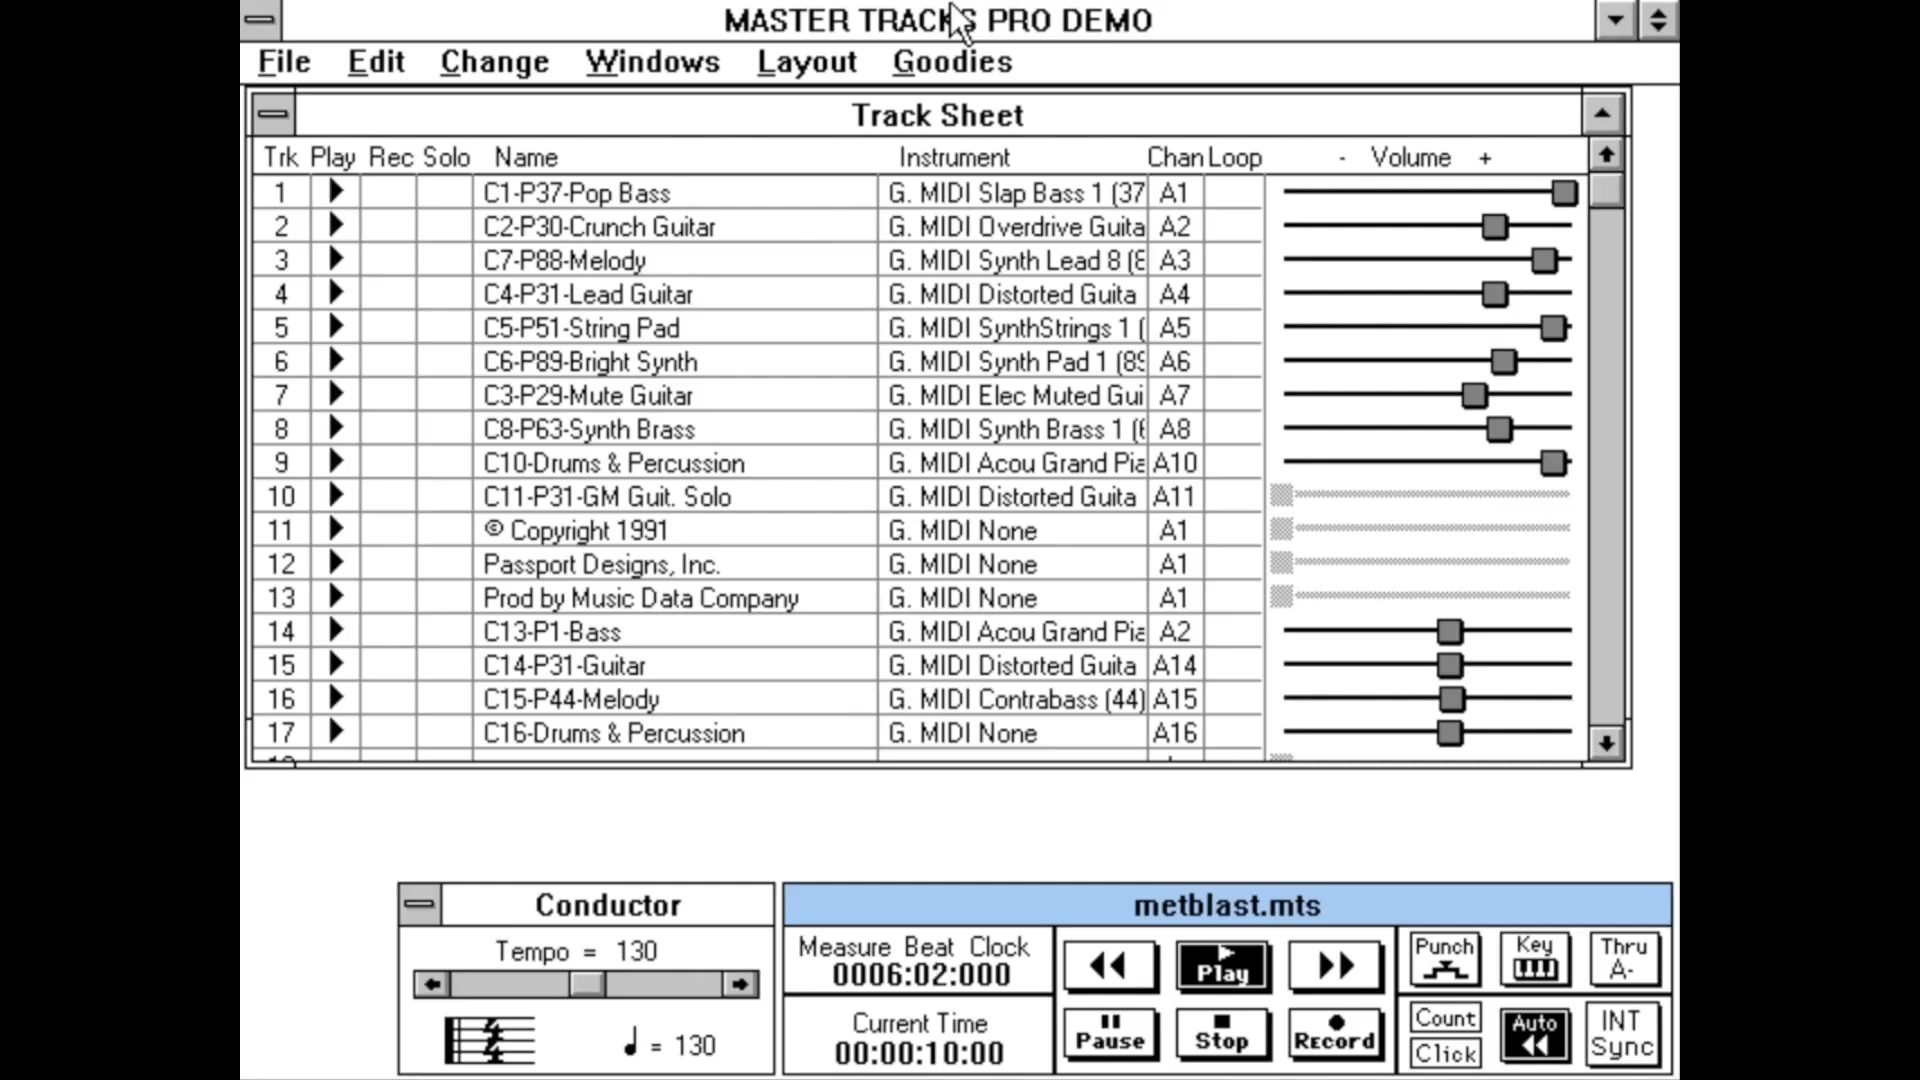 MASTER TRACKS PRO DEMO
File Edit Change Windows Layout Goodies
Track Sheet
Trk Play Rec Solo Name Instrument Chan Loop - Volume +
1 C1-P37-Pop Bass G. MIDI Slap Bass 1 (37 A1
2 C2-P30-Crunch Guitar G. MIDI Overdrive Guita A2
3 C7-P88-Melody G. MIDI Synth Lead 8 (8 A3
4 C4-P31-Lead Guitar G. MIDI Distorted Guita A4
5 C5-P51-String Pad G. MIDI SynthStrings 1 ( A5
6 C6-P89-Bright Synth G. MIDI Synth Pad 1 (89 A6
7 C3-P29-Mute Guitar G. MIDI Elec Muted Gui A7
8 C8-P63-Synth Brass G. MIDI Synth Brass 1 (6 A8
9 C10-Drums & Percussion G. MIDI Acou Grand Pia A10
10 C11-P31-GM Guit. Solo G. MIDI Distorted Guita A11
11 © Copyright 1991 G. MIDI None A1
12 Passport Designs, Inc. G. MIDI None A1
13 Prod by Music Data Company G. MIDI None A1
14 C13-P1-Bass G. MIDI Acou Grand Pia A2
15 C14-P31-Guitar G. MIDI Distorted Guita A14
16 C15-P44-Melody G. MIDI Contrabass (44) A15
17 C16-Drums & Percussion G. MIDI None A16
Conductor
Tempo = 130
4
4
= 130
metblast.mts
Measure Beat Clock
0006:02:000
Current Time
00:00:10:00
Play
Pause Stop Record
Punch Key Thru
A-
Count Auto INT
Click Sync